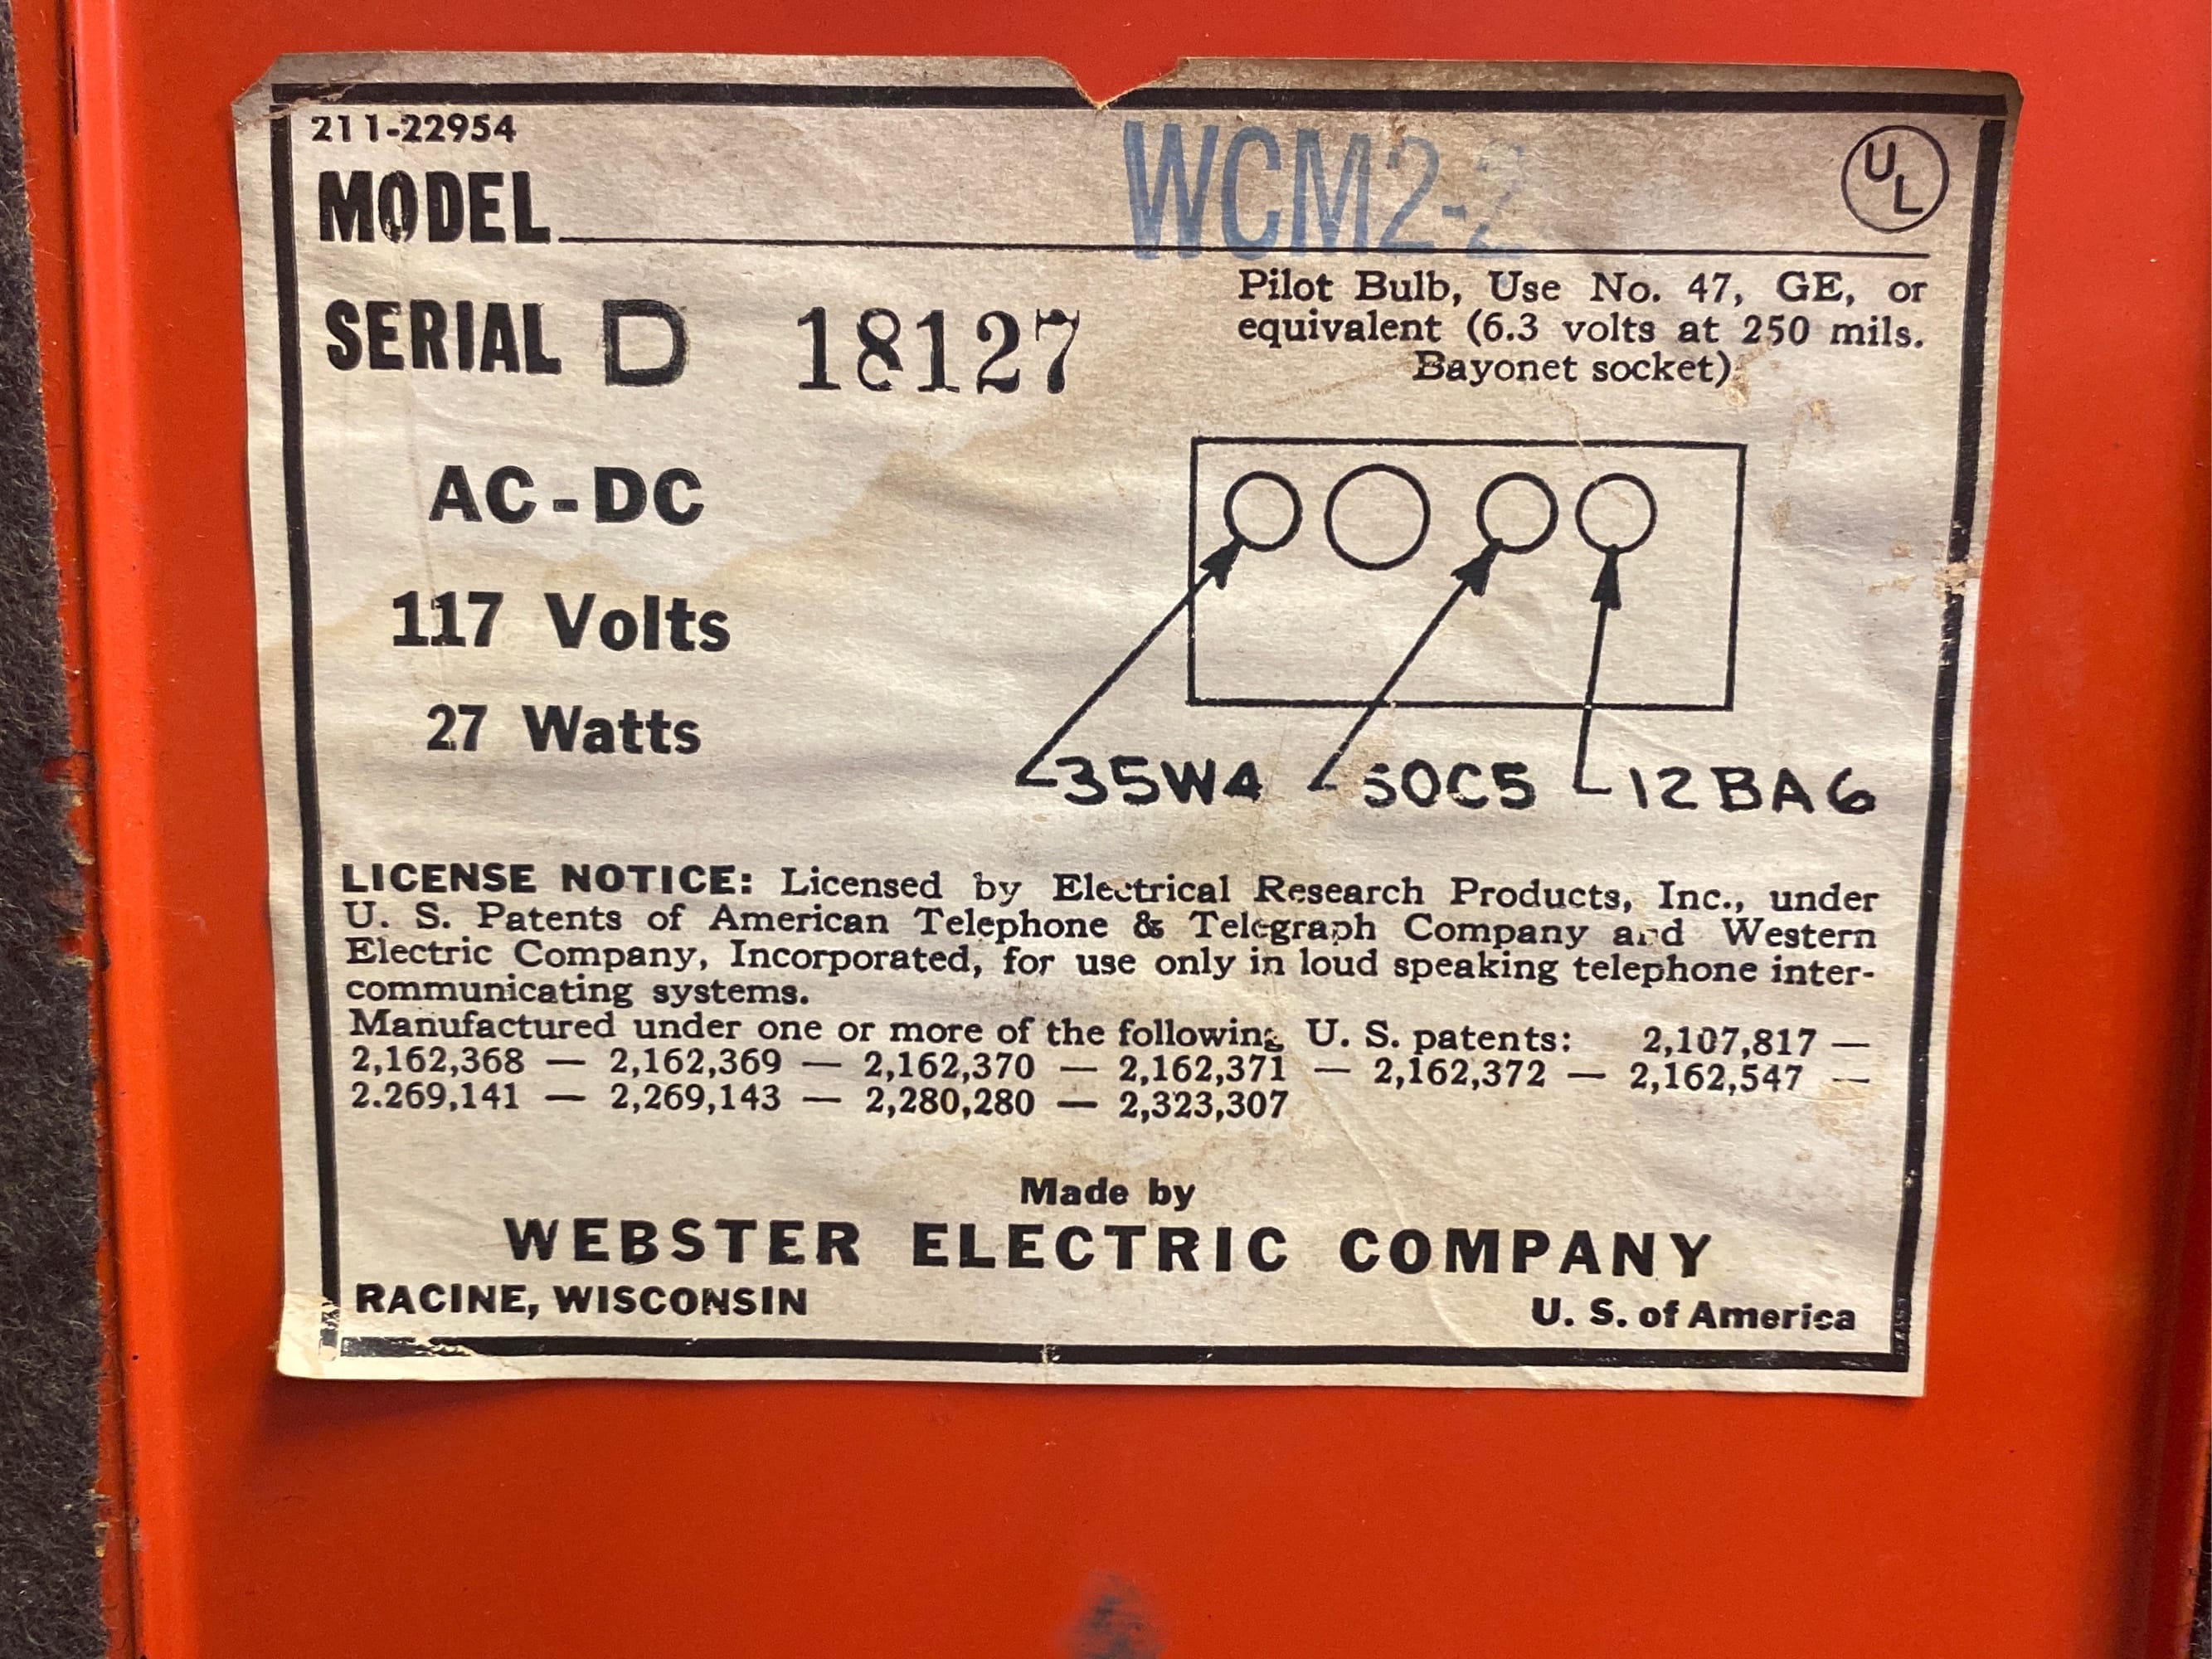 211-22954
MODEL WCM2-2
UL
SERIAL D 18127
Pilot Bulb, Use No. 47, GE, or
equivalent (6.3 volts at 250 mils.
Bayonet socket)
AC-DC
117 Volts
27 Watts
35W4 50C5 12BA6
LICENSE NOTICE: Licensed by Electrical Research Products, Inc., under
U. S. Patents of American Telephone & Telegraph Company and Western
Electric Company, Incorporated, for use only in loud speaking telephone inter-
communicating systems.
Manufactured under one or more of the following U. S. patents: 2,107,817 —
2,162,368 — 2,162,369 — 2,162,370 — 2,162,371 — 2,162,372 — 2,162,547 —
2.269,141 — 2,269,143 — 2,280,280 — 2,323,307
Made by
WEBSTER ELECTRIC COMPANY
RACINE, WISCONSIN
U. S. of America